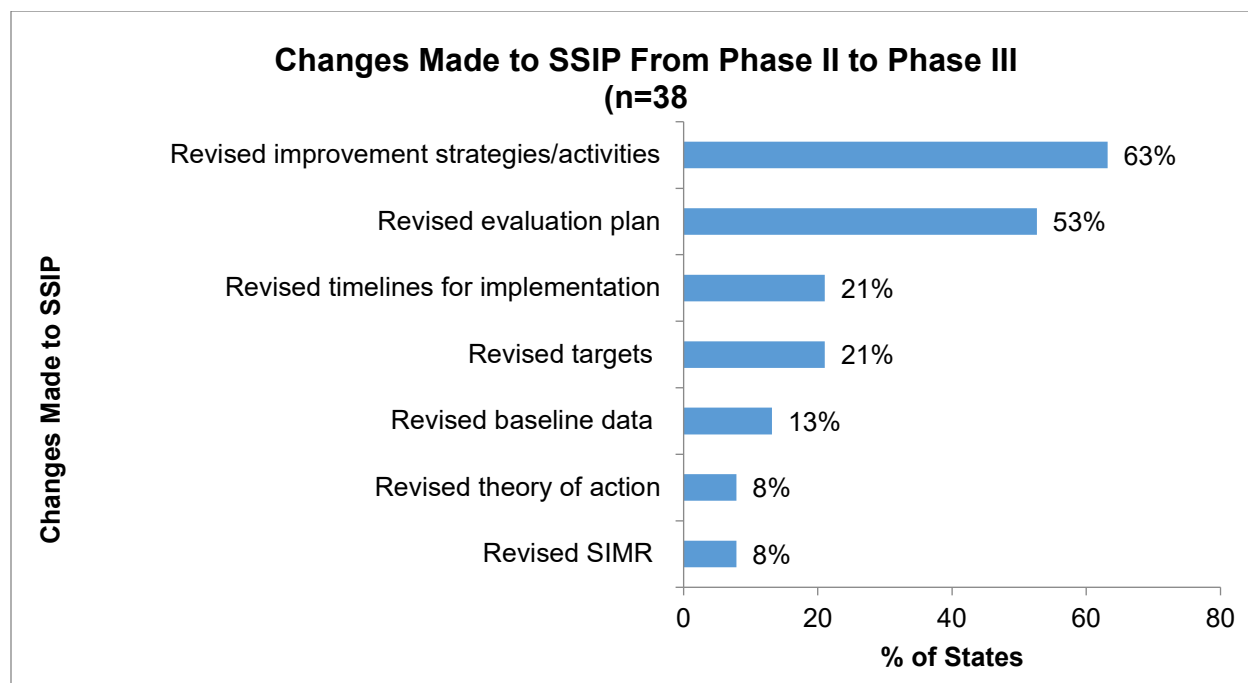 Changes Made to SSIP From Phase II to Phase III
(n=38
Changes Made to SSIP
Revised improvement strategies/activities 63%
Revised evaluation plan 53%
Revised timelines for implementation 21%
Revised targets 21%
Revised baseline data 13%
Revised theory of action 8%
Revised SIMR 8%
0 20 40 60 80
% of States